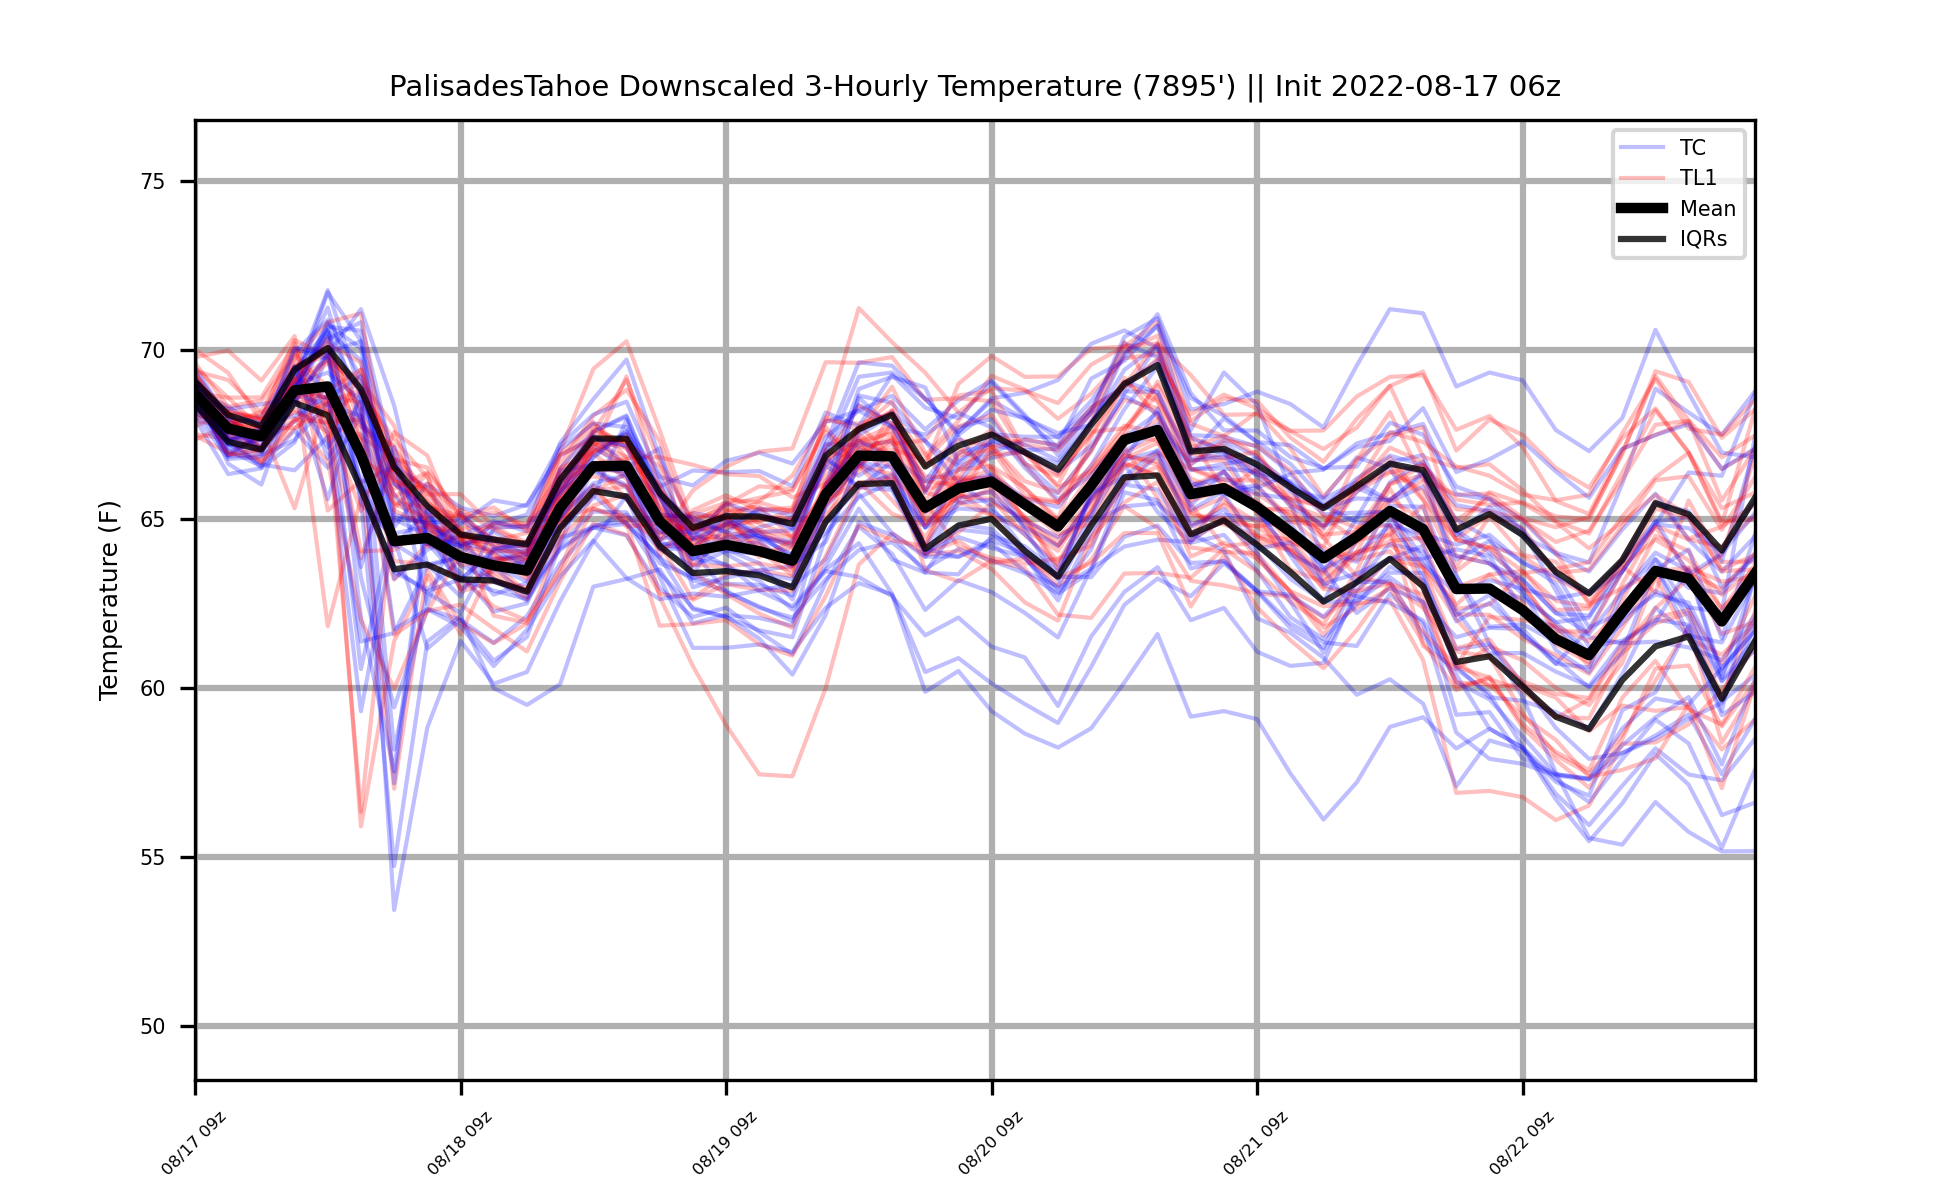 PalisadesTahoe Downscaled 3-Hourly Temperature (7895') || Init 2022-08-17 06z
TC
TL1
Mean
IQRs
Temperature (F)
75
70
65
60
55
50
08/17 09z
08/18 09z
08/19 09z
08/20 09z
08/21 09z
08/22 09z